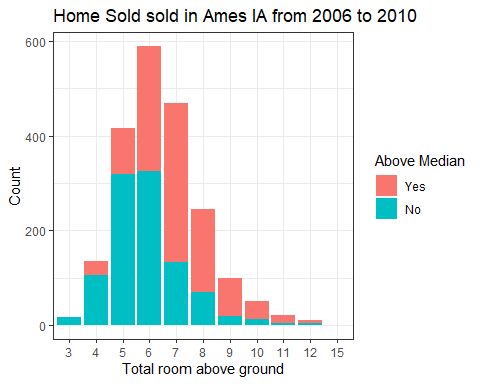 Home Sold sold in Ames IA from 2006 to 2010
600
400
200
0
Count
3 4 5 6 7 8 9 10 11 12 15
Total room above ground
Above Median
Yes
No